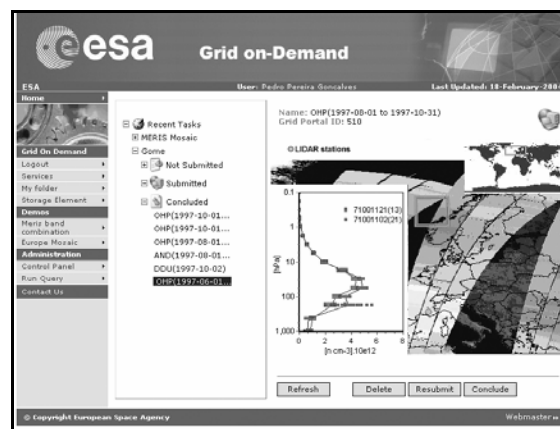 esa
Grid on-Demand
ESA
User: Pedro Pereira Goncalves
Last Updated: 18-February-2004
Home
Grid On Demand
Logout
Services
My folder
Storage Element
Demos
Meris band combination
Europe Mosaic
Administration
Control Panel
Run Query
Contact Us
Recent Tasks
MERIS Mosaic
Gome
Not Submitted
Submitted
Concluded
OHP(1997-10-01...
OHP(1997-10-01...
OHP(1997-08-01...
AND(1997-08-01...
DDU(1997-10-02)
OHP(1997-06-01...
Name: OHP(1997-08-01 to 1997-10-31)
Grid Portal ID: 510
LIDAR stations
71001121(13)
71001102(21)
[hPa]
0.1
1
10
100
1,000
0 2 4 6 8
[n cm-3].10e12
Refresh
Delete
Resubmit
Conclude
© Copyright European Space Agency
Webmaster